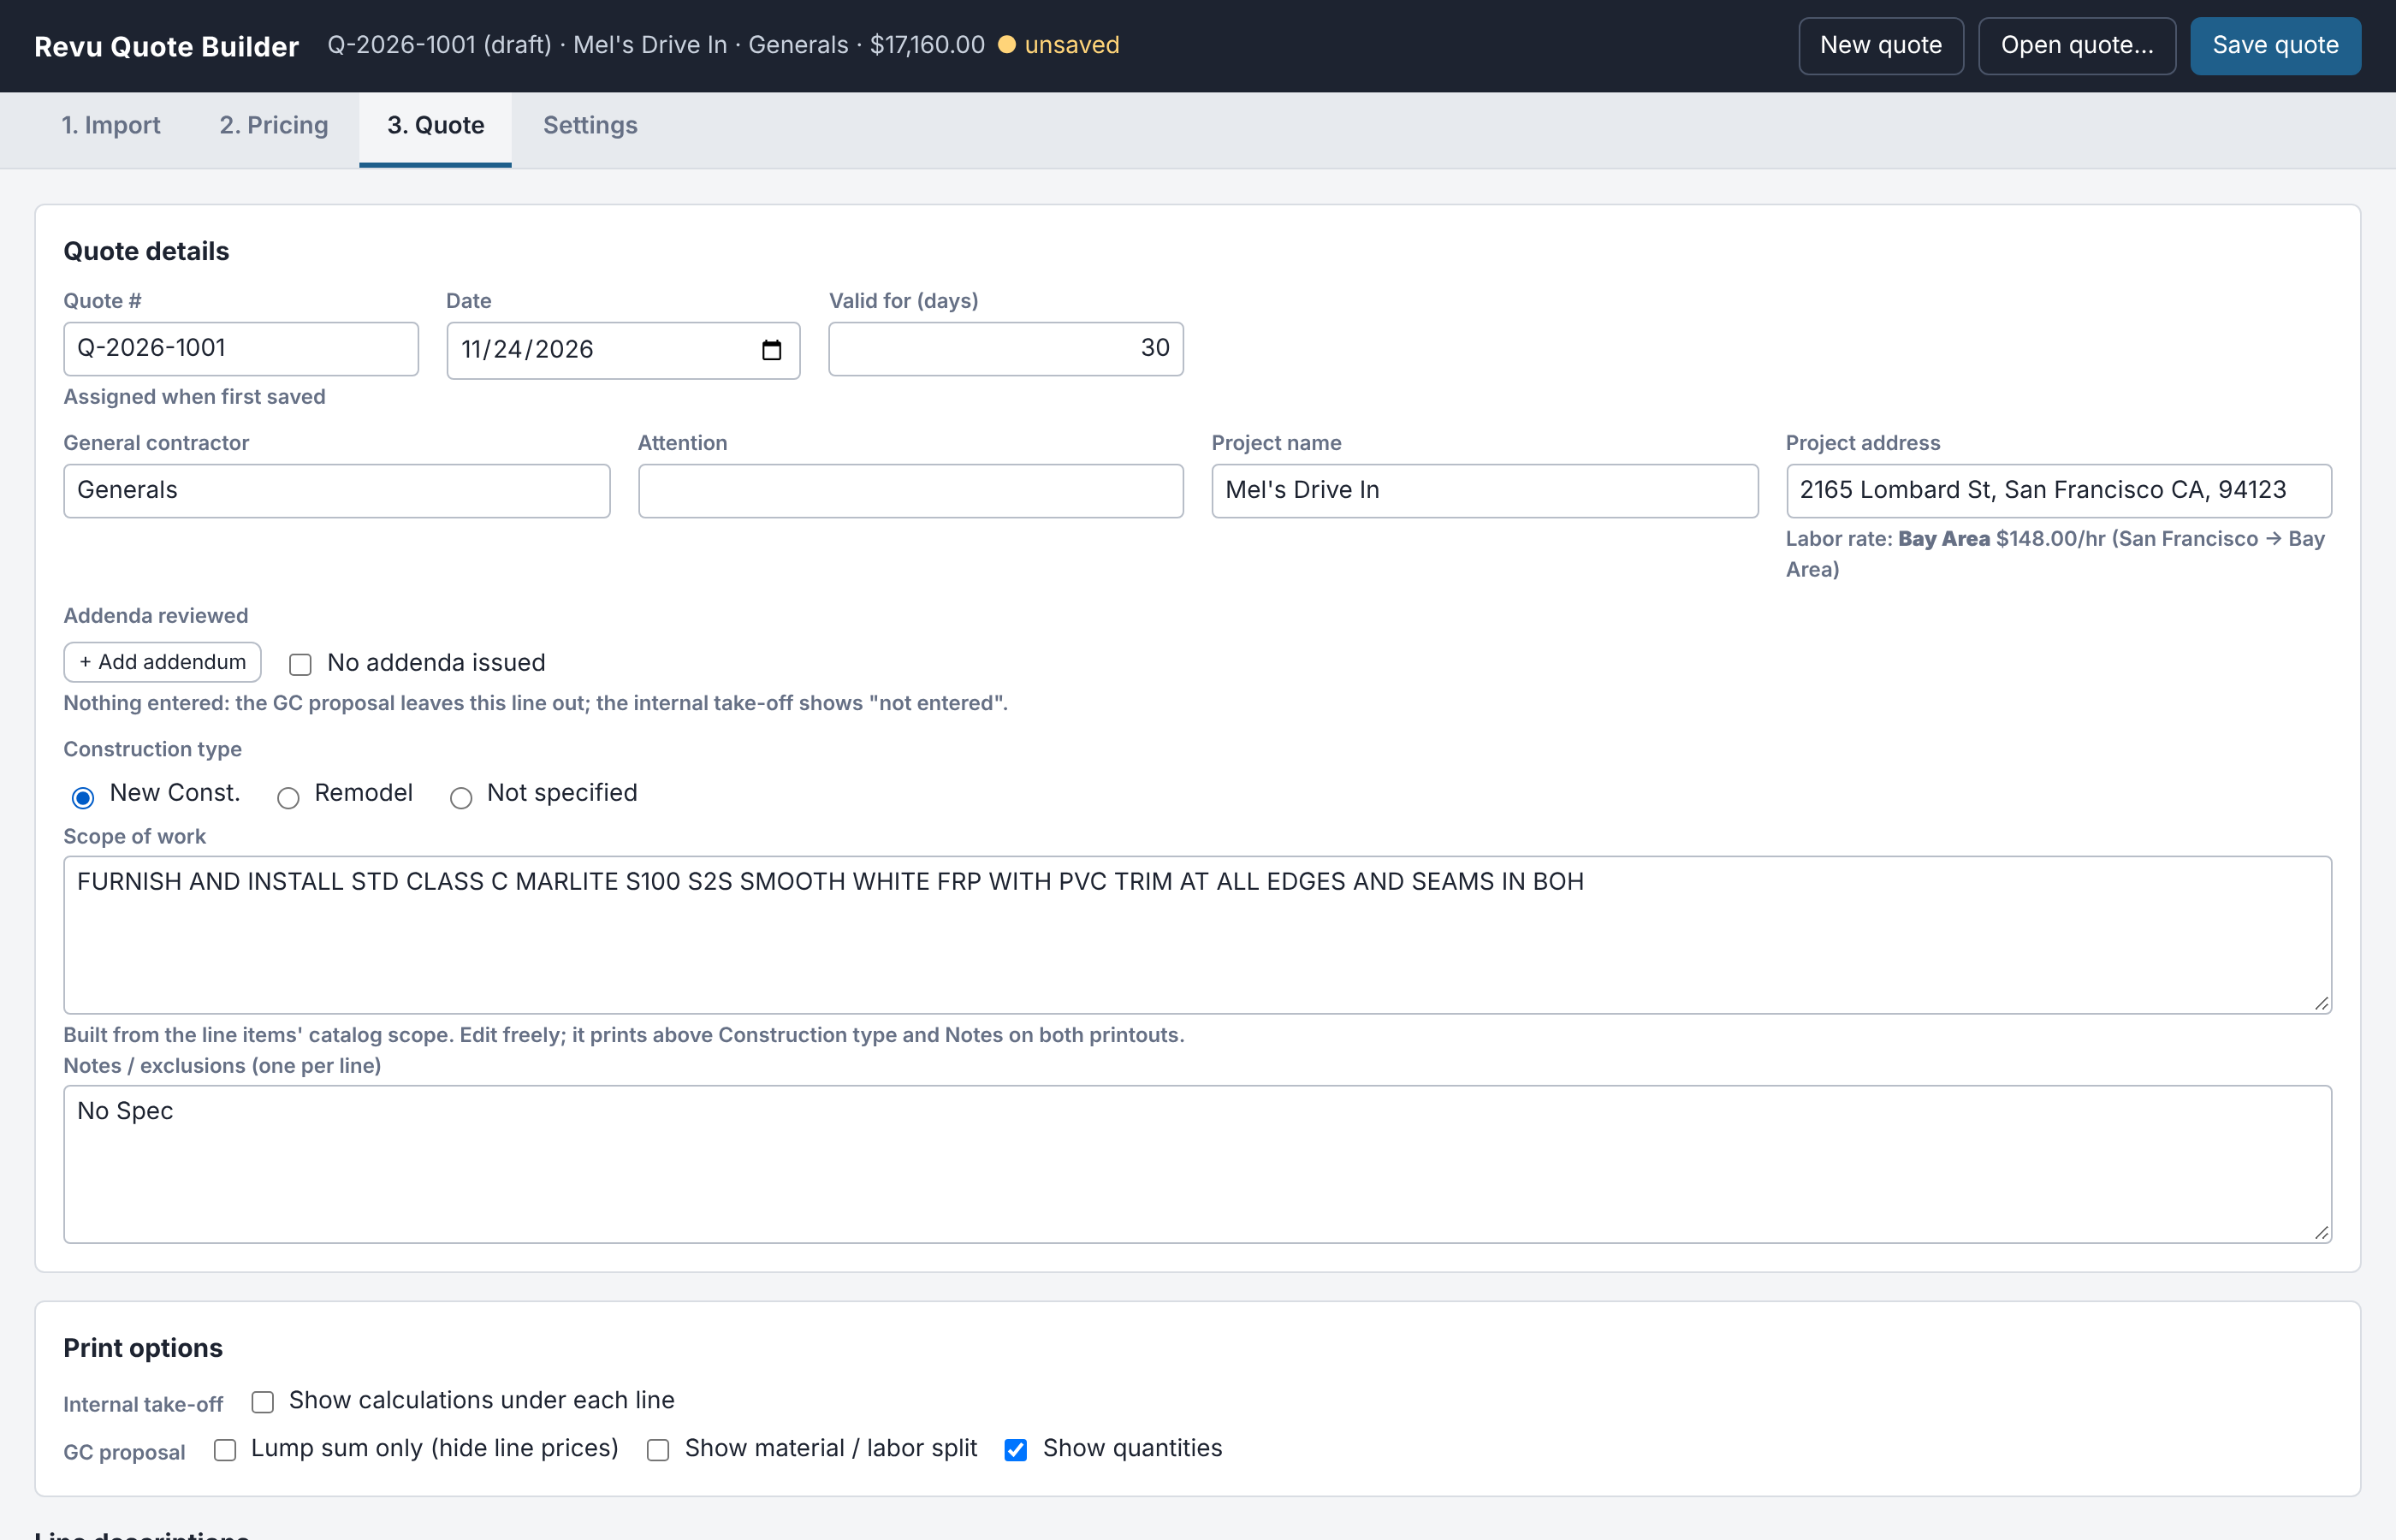 Revu Quote Builder Q-2026-1001 (draft) · Mel's Drive In · Generals · $17,160.00 unsaved New quote Open quote... Save quote
1. Import 2. Pricing 3. Quote Settings
Quote details
Quote # Date Valid for (days)
Q-2026-1001 11/24/2026 30
Assigned when first saved
General contractor Attention Project name Project address
Generals Mel's Drive In 2165 Lombard St, San Francisco CA, 94123
Labor rate: Bay Area $148.00/hr (San Francisco → Bay
Area)
Addenda reviewed
+ Add addendum No addenda issued
Nothing entered: the GC proposal leaves this line out; the internal take-off shows "not entered".
Construction type
New Const. Remodel Not specified
Scope of work
FURNISH AND INSTALL STD CLASS C MARLITE S100 S2S SMOOTH WHITE FRP WITH PVC TRIM AT ALL EDGES AND SEAMS IN BOH
Built from the line items' catalog scope. Edit freely; it prints above Construction type and Notes on both printouts.
Notes / exclusions (one per line)
No Spec
Print options
Internal take-off Show calculations under each line
GC proposal Lump sum only (hide line prices) Show material / labor split Show quantities
Line descriptions